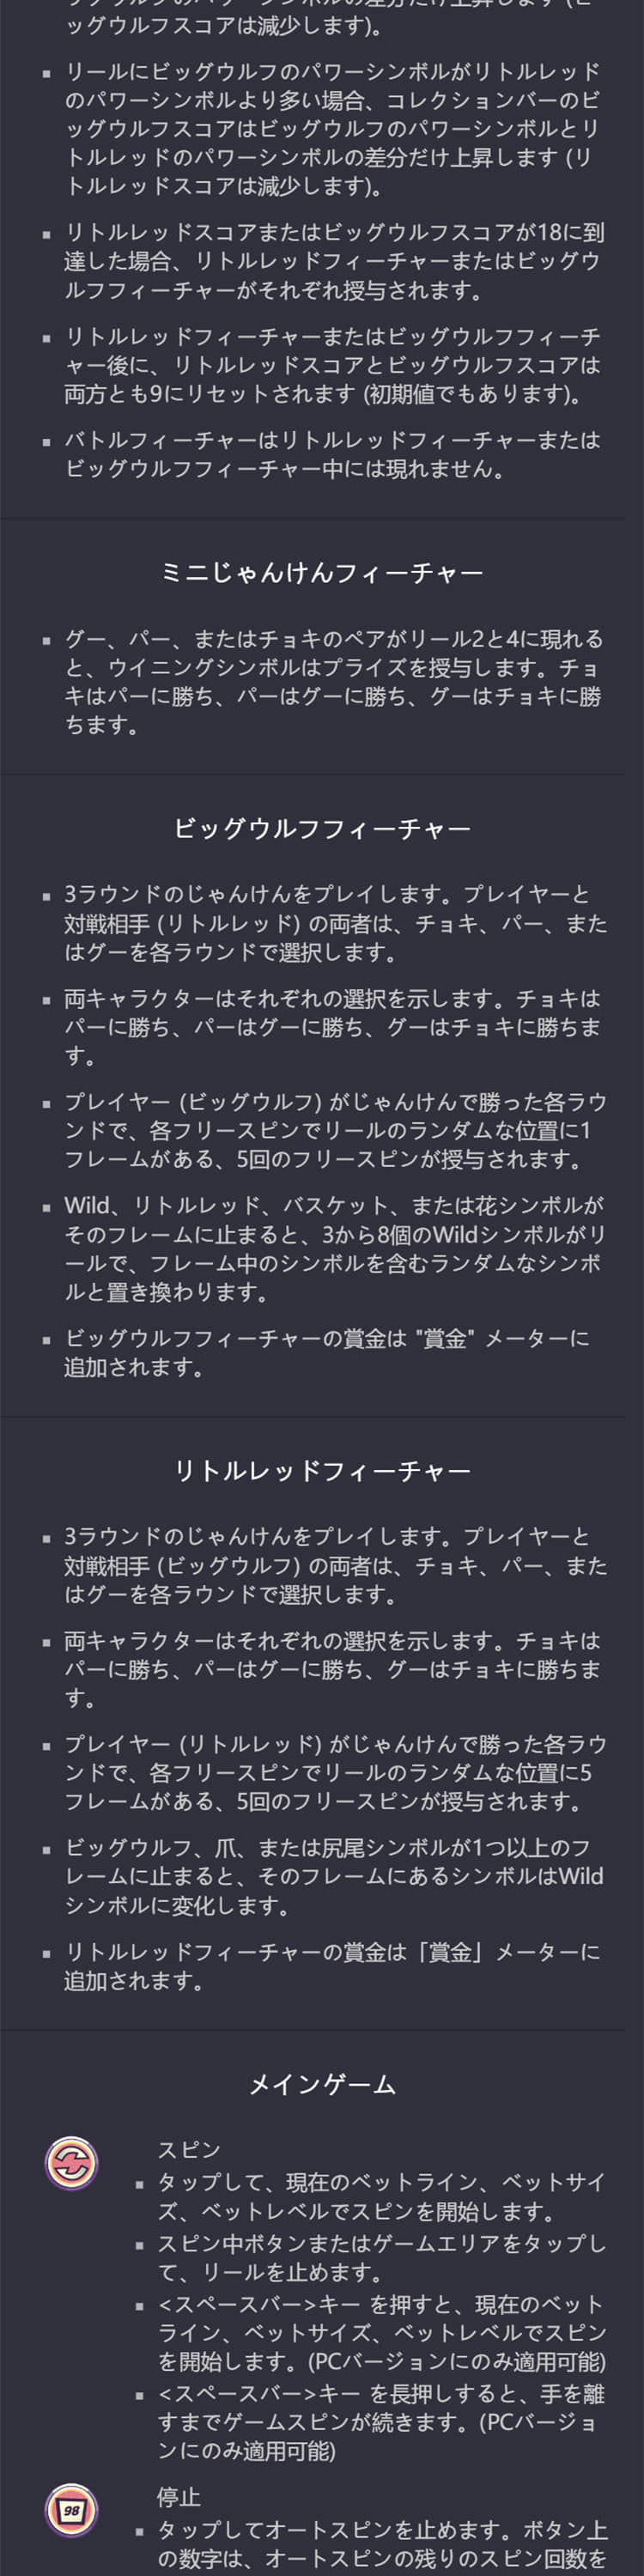 ッグウルフスコアは減少します)。
▪ リールにビッグウルフのパワーシンボルがリトルレッド
のパワーシンボルより多い場合、コレクションバーのビ
ッグウルフスコアはビッグウルフのパワーシンボルとリ
トルレッドのパワーシンボルの差分だけ上昇します (リ
トルレッドスコアは減少します)。
▪ リトルレッドスコアまたはビッグウルフスコアが18に到
達した場合、リトルレッドフィーチャーまたはビッグウ
ルフフィーチャーがそれぞれ授与されます。
▪ リトルレッドフィーチャーまたはビッグウルフフィーチ
ャー後に、リトルレッドスコアとビッグウルフスコアは
両方とも9にリセットされます (初期値でもあります)。
▪ バトルフィーチャーはリトルレッドフィーチャーまたは
ビッグウルフフィーチャー中には現れません。
ミニじゃんけんフィーチャー
▪ グー、パー、またはチョキのペアがリール2と4に現れる
と、ウイニングシンボルはプライズを授与します。チョ
キはパーに勝ち、パーはグーに勝ち、グーはチョキに勝
ちます。
ビッグウルフフィーチャー
▪ 3ラウンドのじゃんけんをプレイします。プレイヤーと
対戦相手 (リトルレッド) の両者は、チョキ、パー、また
はグーを各ラウンドで選択します。
▪ 両キャラクターはそれぞれの選択を示します。チョキは
パーに勝ち、パーはグーに勝ち、グーはチョキに勝ちま
す。
▪ プレイヤー (ビッグウルフ) がじゃんけんで勝った各ラウ
ンドで、各フリースピンでリールのランダムな位置に1
フレームがある、5回のフリースピンが授与されます。
▪ Wild、リトルレッド、バスケット、または花シンボルが
そのフレームに止まると、3から8個のWildシンボルがリ
ールで、フレーム中のシンボルを含むランダムなシンボ
ルと置き換わります。
▪ ビッグウルフフィーチャーの賞金は "賞金" メーターに
追加されます。
リトルレッドフィーチャー
▪ 3ラウンドのじゃんけんをプレイします。プレイヤーと
対戦相手 (ビッグウルフ) の両者は、チョキ、パー、また
はグーを各ラウンドで選択します。
▪ 両キャラクターはそれぞれの選択を示します。チョキは
パーに勝ち、パーはグーに勝ち、グーはチョキに勝ちま
す。
▪ プレイヤー (リトルレッド) がじゃんけんで勝った各ラウ
ンドで、各フリースピンでリールのランダムな位置に5
フレームがある、5回のフリースピンが授与されます。
▪ ビッグウルフ、爪、または尻尾シンボルが1つ以上のフ
レームに止まると、そのフレームにあるシンボルはWild
シンボルに変化します。
▪ リトルレッドフィーチャーの賞金は「賞金」メーターに
追加されます。
メインゲーム
スピン
▪ タップして、現在のベットライン、ベットサイ
ズ、ベットレベルでスピンを開始します。
▪ スピン中ボタンまたはゲームエリアをタップし
て、リールを止めます。
▪ <スペースバー>キー を押すと、現在のベット
ライン、ベットサイズ、ベットレベルでスピン
を開始します。(PCバージョンにのみ適用可能)
▪ <スペースバー>キー を長押しすると、手を離
すまでゲームスピンが続きます。(PCバージョ
ンにのみ適用可能)
98
停止
▪ タップしてオートスピンを止めます。ボタン上
の数字は、オートスピンの残りのスピン回数を